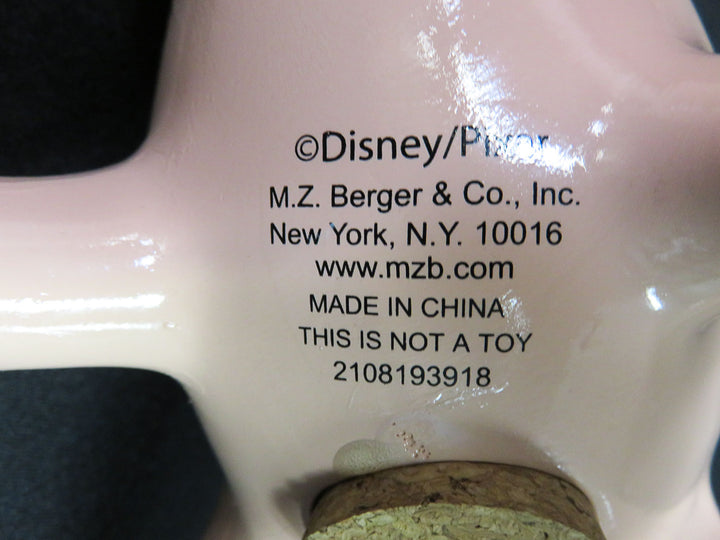 ©Disney/Pixar
M.Z. Berger & Co., Inc.
New York, N.Y. 10016
www.mzb.com
MADE IN CHINA
THIS IS NOT A TOY
2108193918